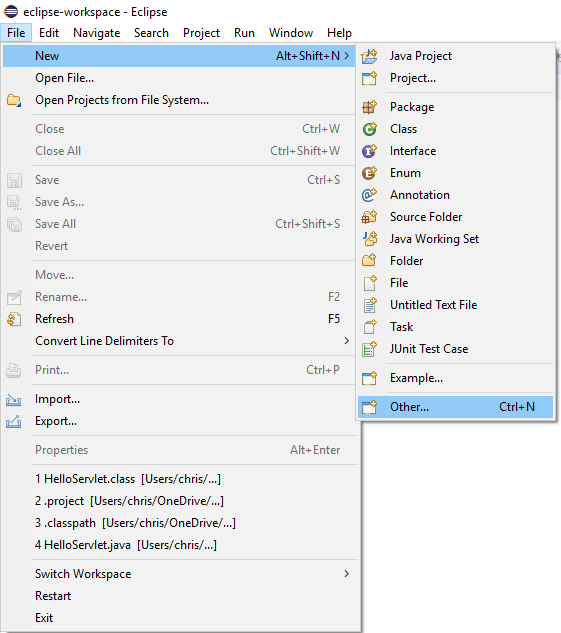 eclipse-workspace - Eclipse
File Edit Navigate Search Project Run Window Help
New Alt+Shift+N >
Open File...
Open Projects from File System...
Close Ctrl+W
Close All Ctrl+Shift+W
Save Ctrl+S
Save As...
Save All Ctrl+Shift+S
Revert
Move...
Rename... F2
Refresh F5
Convert Line Delimiters To >
Print... Ctrl+P
Import...
Export...
Properties Alt+Enter
1 HelloServlet.class [Users/chris/...]
2 .project [Users/chris/OneDrive/...]
3 .classpath [Users/chris/OneDrive/...]
4 HelloServlet.java [Users/chris/...]
Switch Workspace >
Restart
Exit
Java Project
Project...
Package
Class
Interface
Enum
Annotation
Source Folder
Java Working Set
Folder
File
Untitled Text File
Task
JUnit Test Case
Example...
Other... Ctrl+N